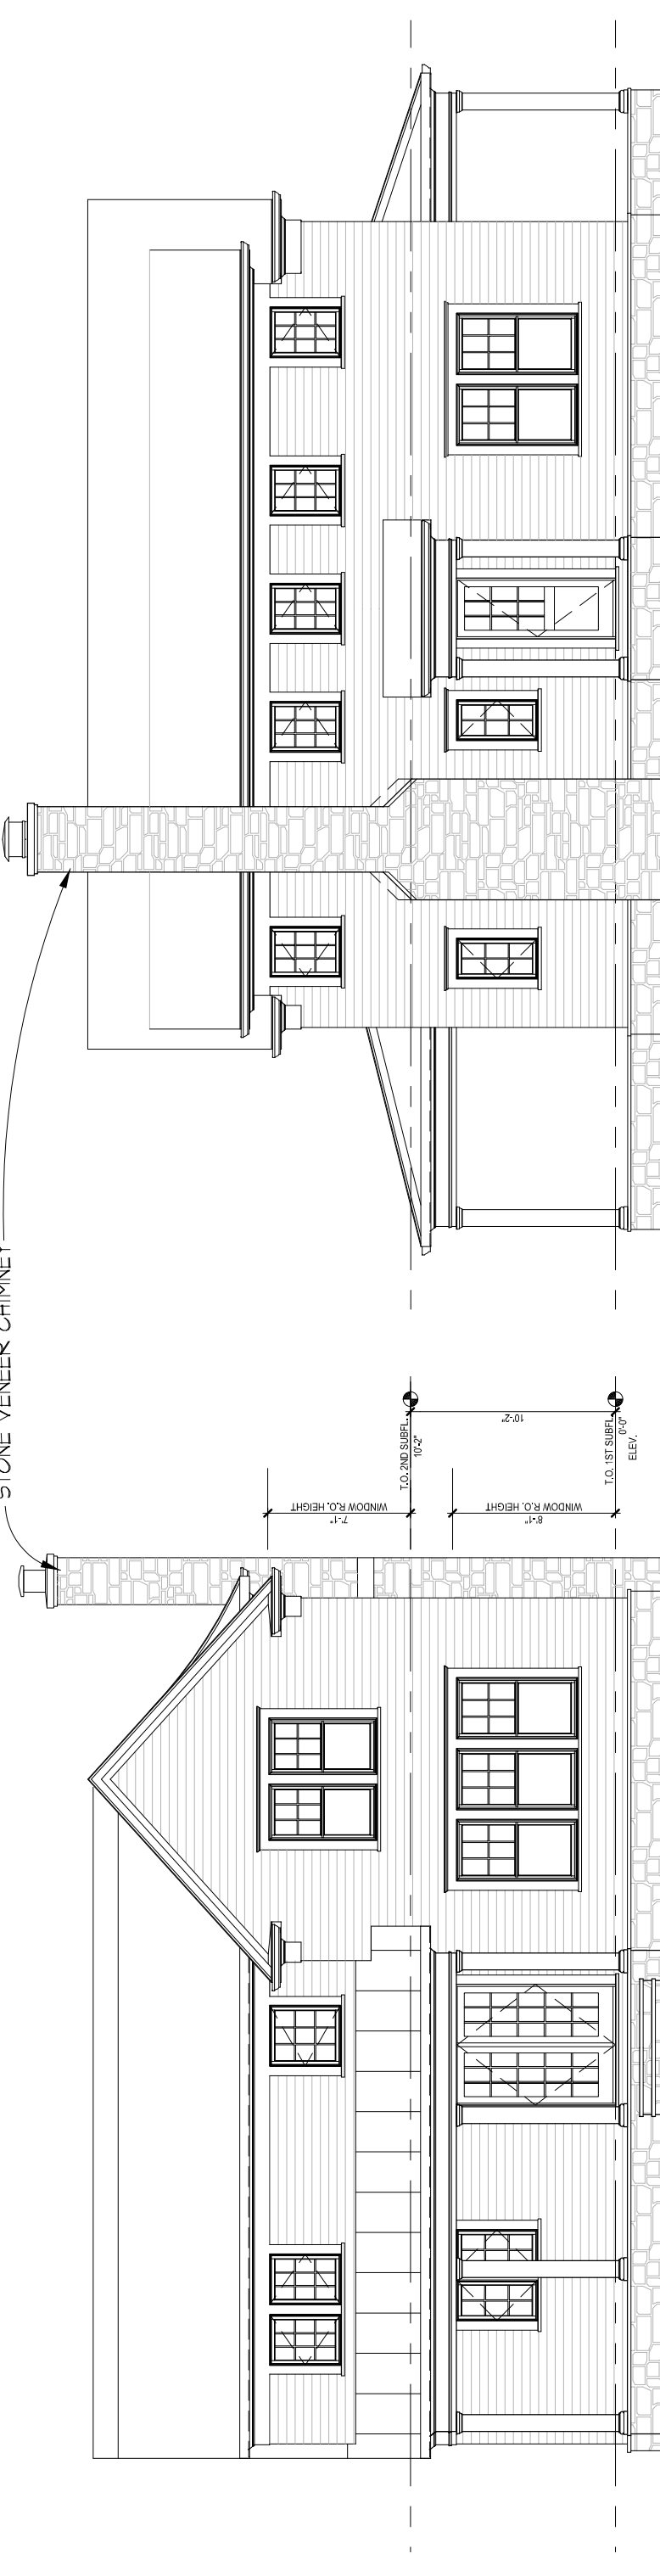 STONE VENEER CHIMNEY
T.O. 2ND SUBFL.
10'-2"
10'-2"
T.O. 1ST SUBFL.
0'-0"
ELEV.
WINDOW R.O. HEIGHT
7'-1"
WINDOW R.O. HEIGHT
8'-1"